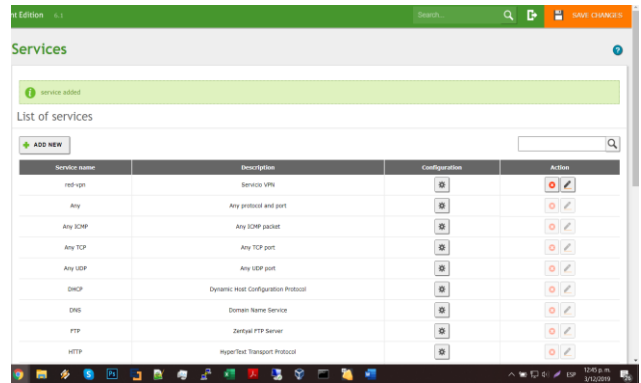 nt Edition 6.1
Search...
SAVE CHANGES
Services
service added
List of services
ADD NEW
Service name Description Configuration Action
red-vpn Servicio VPN
Any Any protocol and port
Any ICMP Any ICMP packet
Any TCP Any TCP port
Any UDP Any UDP port
DHCP Dynamic Host Configuration Protocol
DNS Domain Name Service
FTP Zentyal FTP Server
HTTP HyperText Transport Protocol
ESP
12:45 p.m.
3/12/2019